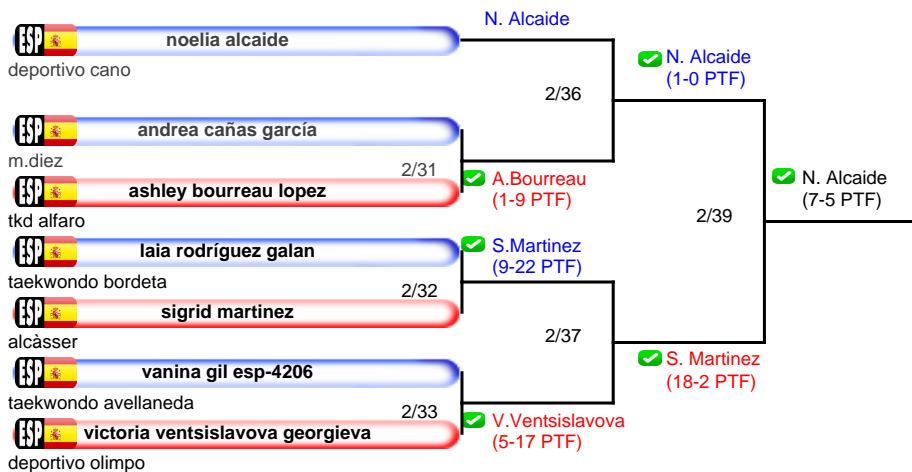 N. Alcaide
ESP noelia alcaide
deportivo cano
N. Alcaide
(1-0 PTF)
2/36
ESP andrea cañas garcía
m.diez
2/31
ESP ashley bourreau lopez
tkd alfaro
A.Bourreau
(1-9 PTF)
N. Alcaide
(7-5 PTF)
2/39
ESP laia rodríguez galan
taekwondo bordeta
S.Martinez
(9-22 PTF)
2/32
ESP sigrid martinez
alcàsser
2/37
S. Martinez
(18-2 PTF)
ESP vanina gil esp-4206
taekwondo avellaneda
2/33
ESP victoria ventsislavova georgieva
deportivo olimpo
V.Ventsislavova
(5-17 PTF)